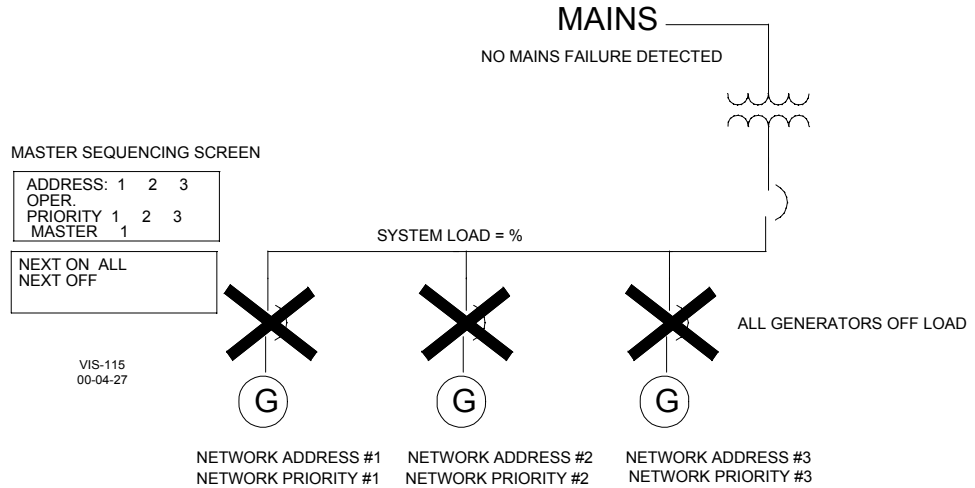 MAINS
NO MAINS FAILURE DETECTED
MASTER SEQUENCING SCREEN
ADDRESS: 1 2 3
OPER.
PRIORITY 1 2 3
MASTER 1
SYSTEM LOAD = %
NEXT ON ALL
NEXT OFF
ALL GENERATORS OFF LOAD
VIS-115
00-04-27
G G G
NETWORK ADDRESS #1 NETWORK ADDRESS #2 NETWORK ADDRESS #3
NETWORK PRIORITY #1 NETWORK PRIORITY #2 NETWORK PRIORITY #3